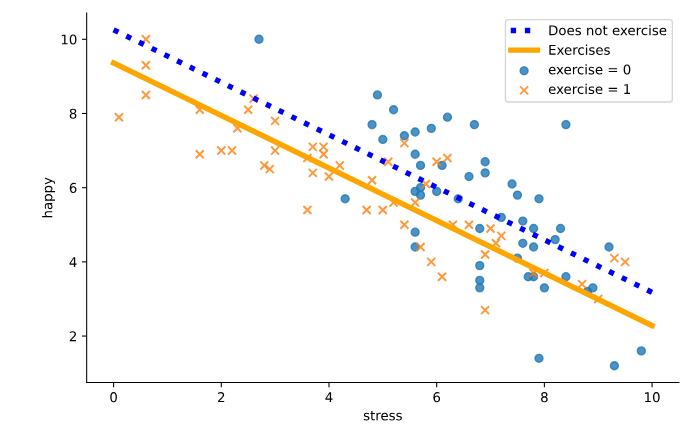 Does not exercise
Exercises
exercise = 0
exercise = 1
happy
10
8
6
4
2
0 2 4 6 8 10
stress